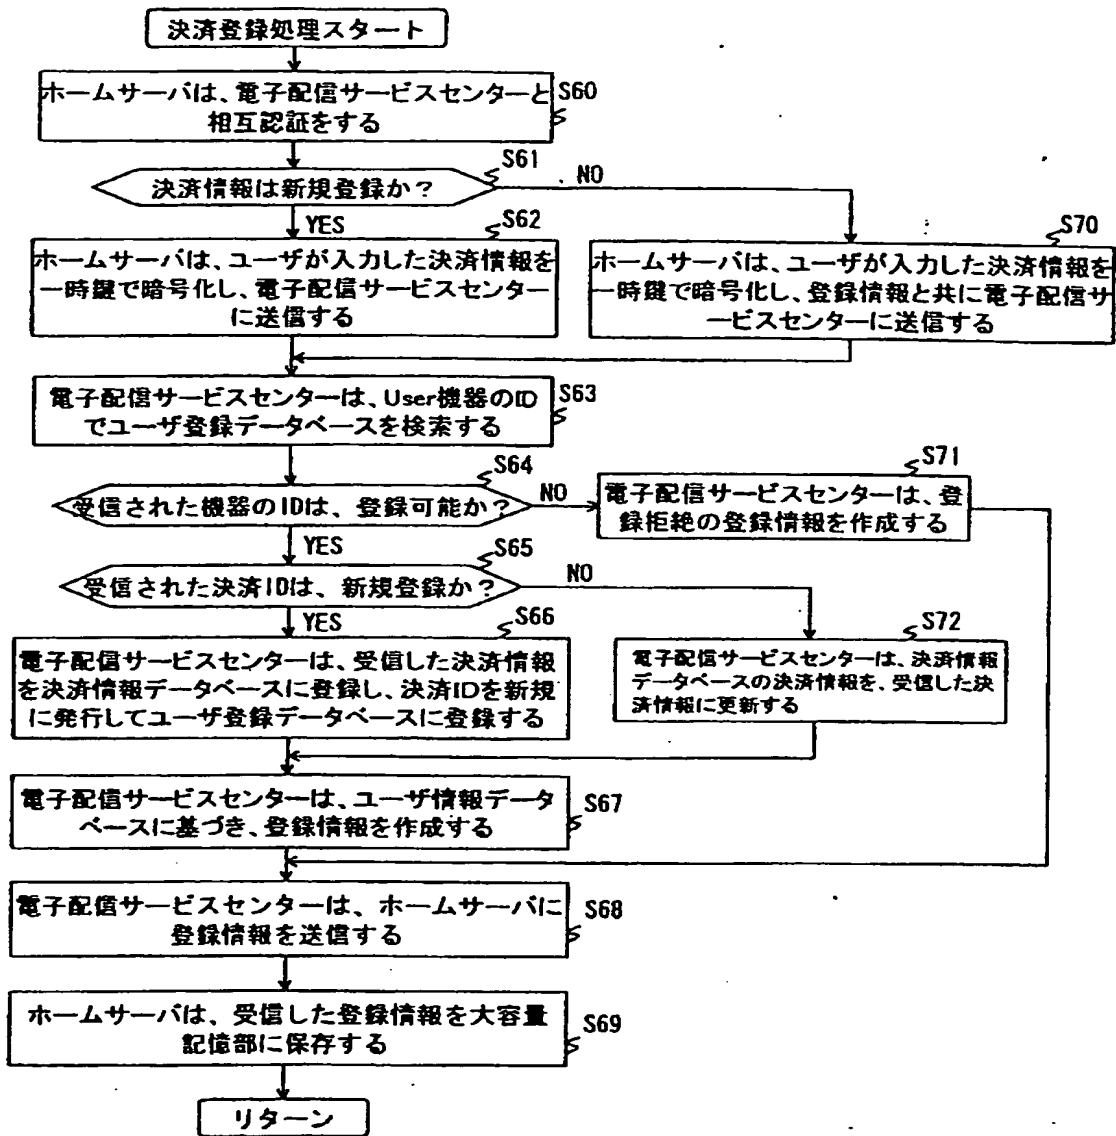 決済登録処理スタート
ホームサーバは、電子配信サービスセンターと
相互認証をする
S60
S61
決済情報は新規登録か？
NO
YES
S62
ホームサーバは、ユーザが入力した決済情報を
一時鍵で暗号化し、電子配信サービスセンター
に送信する
S70
ホームサーバは、ユーザが入力した決済情報を
一時鍵で暗号化し、登録情報と共に電子配信サ
ービスセンターに送信する
電子配信サービスセンターは、User機器のID
でユーザ登録データベースを検索する
S63
S64
受信された機器のIDは、登録可能か？
NO
YES
S71
電子配信サービスセンターは、登
録拒絶の登録情報を作成する
S65
受信された決済IDは、新規登録か？
NO
YES
S66
電子配信サービスセンターは、受信した決済情報
を決済情報データベースに登録し、決済IDを新規
に発行してユーザ登録データベースに登録する
S72
電子配信サービスセンターは、決済情報
データベースの決済情報を、受信した決
済情報に更新する
電子配信サービスセンターは、ユーザ情報データ
ベースに基づき、登録情報を作成する
S67
電子配信サービスセンターは、ホームサーバに
登録情報を送信する
S68
ホームサーバは、受信した登録情報を大容量
記憶部に保存する
S69
リターン